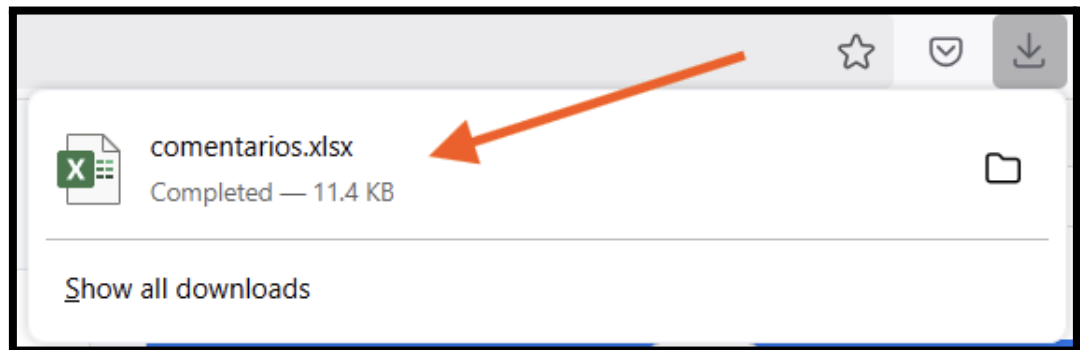 comentarios.xlsx
Completed — 11.4 KB
Show all downloads